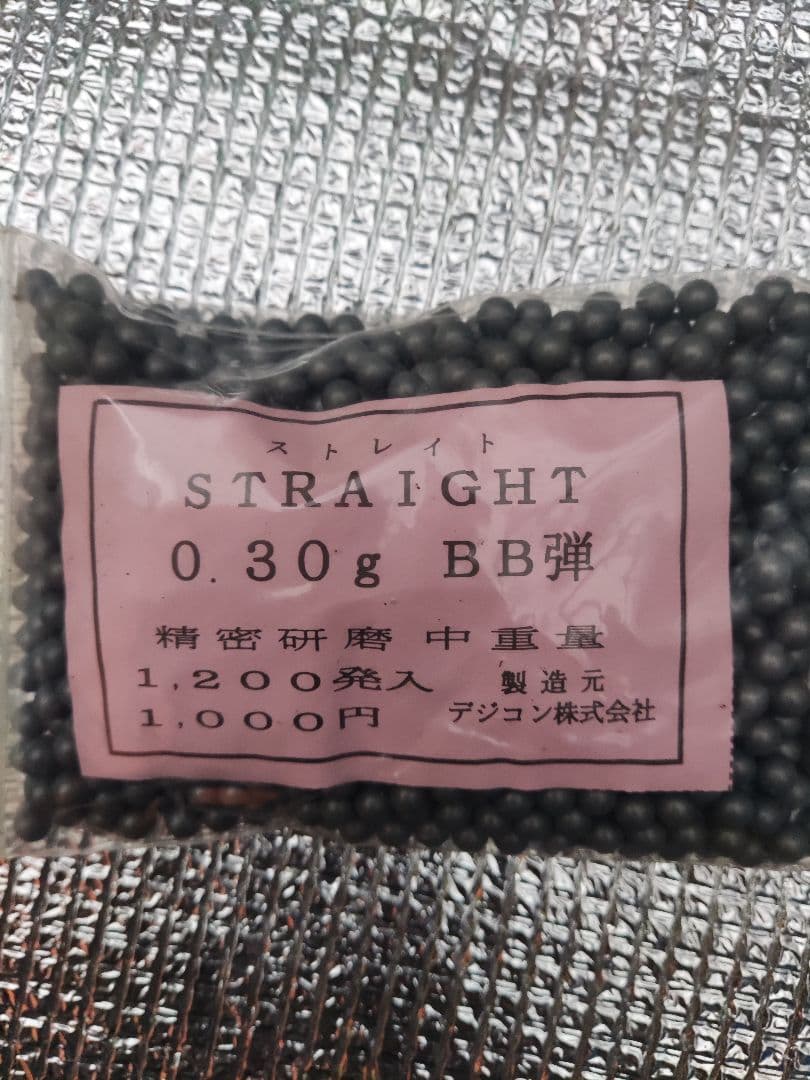 ストレイト
STRAIGHT
0.30g BB弾
精密研磨 中重量
1,200発入 製造元
1,000円 デジコン株式会社